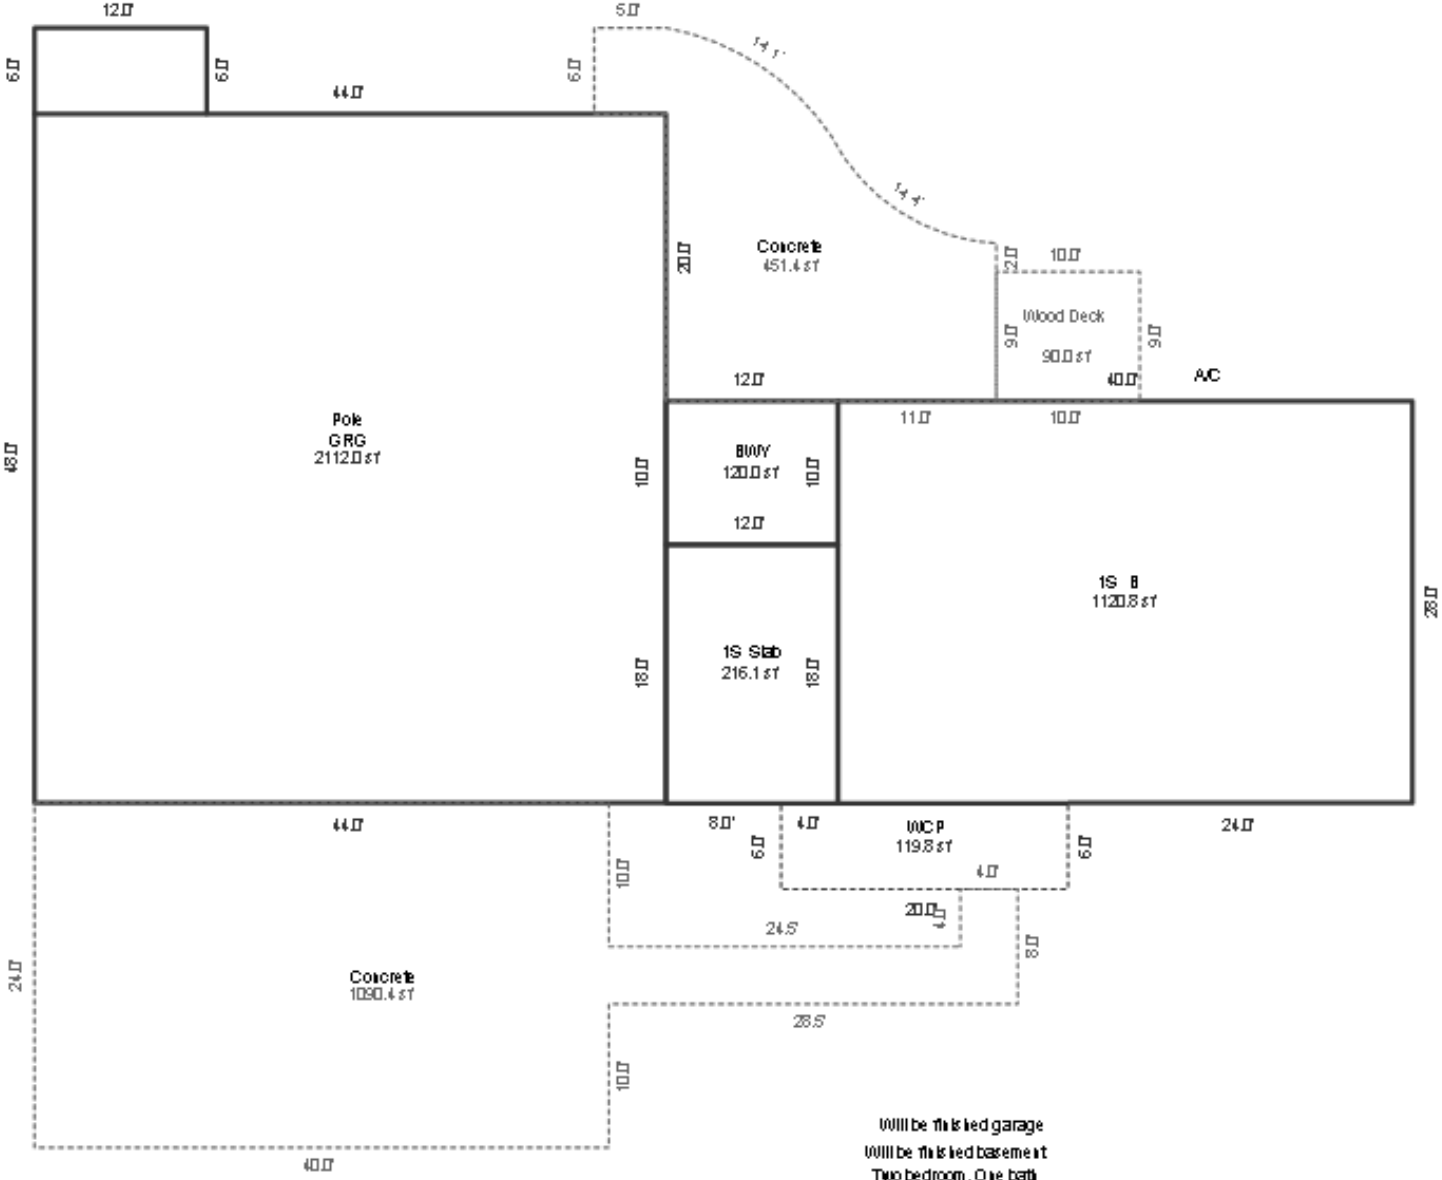 12.0'
5.0'
6.0'
6.0'
6.0'
14.1'
44.0'
14.4'
20.0'
Concrete
451.4 sf
2.0'
10.0'
Wood Deck
9.0'
90.0 sf
9.0'
12.0'
40.0'
A/C
11.0'
10.0'
Pole
GRG
2112.0 sf
48.0'
10.0'
BWY
120.0 sf
10.0'
12.0'
1S B
1120.8 sf
28.0'
18.0'
1S Slab
216.1 sf
18.0'
44.0'
8.0'
4.0'
6.0'
WCP
119.8 sf
6.0'
24.0'
10.0'
4.0'
20.0'
4.0'
24.5'
8.0'
24.0'
Concrete
1090.4 sf
28.5'
10.0'
40.0'
Will be finished garage
Will be finished basement
Two bedroom, One bath